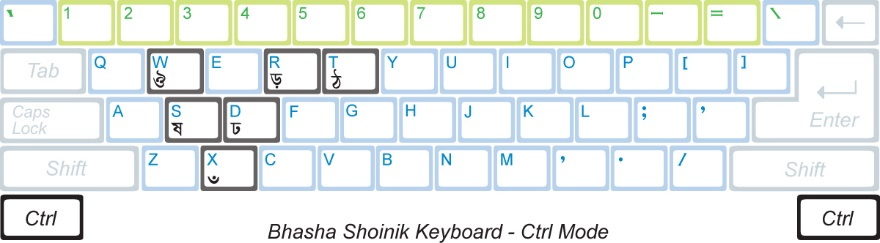 ` 1 2 3 4 5 6 7 8 9 0 - = \ ←
Tab Q W E R T Y U I O P [ ]
ঔ ড় ঠ
Caps Lock A S D F G H J K L ; ' Enter
ষ ঢ
Shift Z X C V B N M , . / Shift
ঁ
Ctrl Bhasha Shoinik Keyboard - Ctrl Mode Ctrl